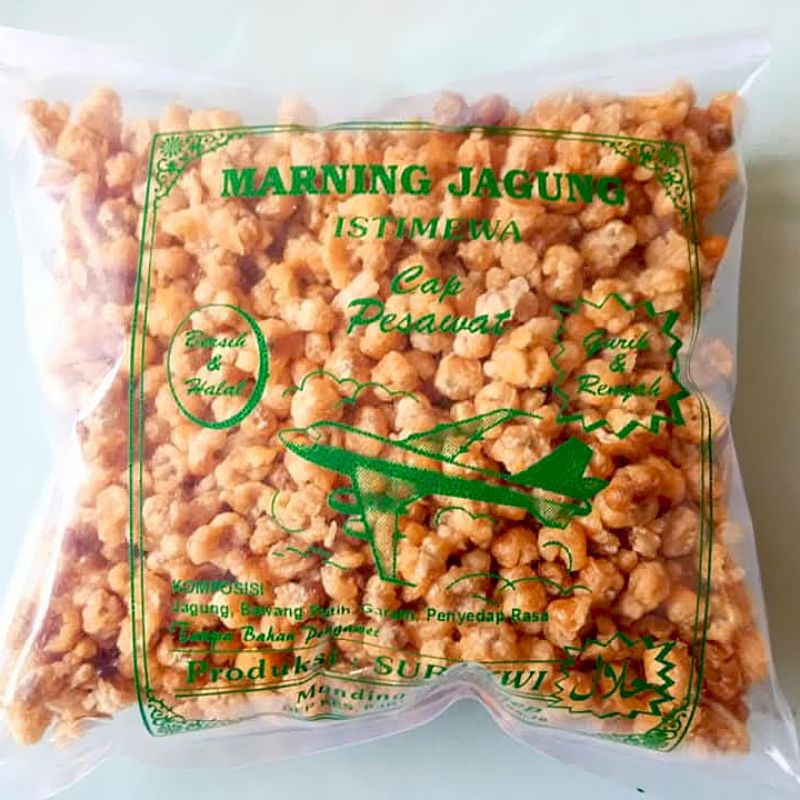 MARNING JAGUNG
ISTIMEWA
Cap
Pesawat
Bersih
&
Halal
Gurih
&
Renyah
KOMPOSISI
Jagung, Bawang Putih, Garam, Penyedap Rasa
Tanpa Bahan Pengawet
Produksi :
حلال